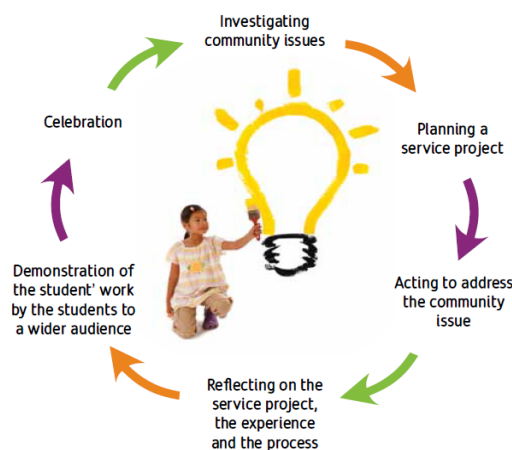 Investigating
community issues
Planning a
service project
Acting to address
the community
issue
Reflecting on the
service project,
the experience
and the process
Demonstration of
the student' work
by the students to
a wider audience
Celebration